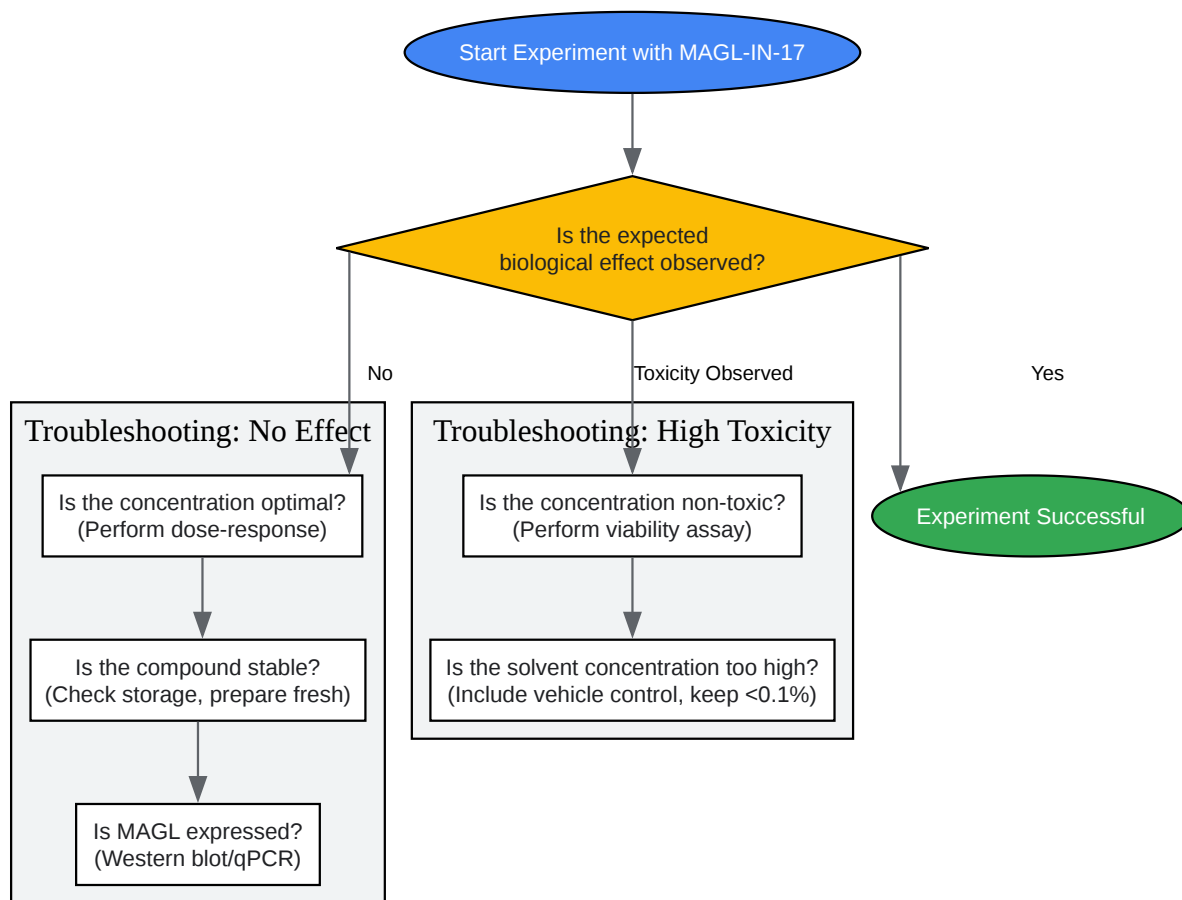 Start Experiment with MAGL-IN-17
Is the expected
biological effect observed?
No
Toxicity Observed
Yes
Troubleshooting: No Effect
Is the concentration optimal?
(Perform dose-response)
Is the compound stable?
(Check storage, prepare fresh)
Is MAGL expressed?
(Western blot/qPCR)
Troubleshooting: High Toxicity
Is the concentration non-toxic?
(Perform viability assay)
Is the solvent concentration too high?
(Include vehicle control, keep <0.1%)
Experiment Successful